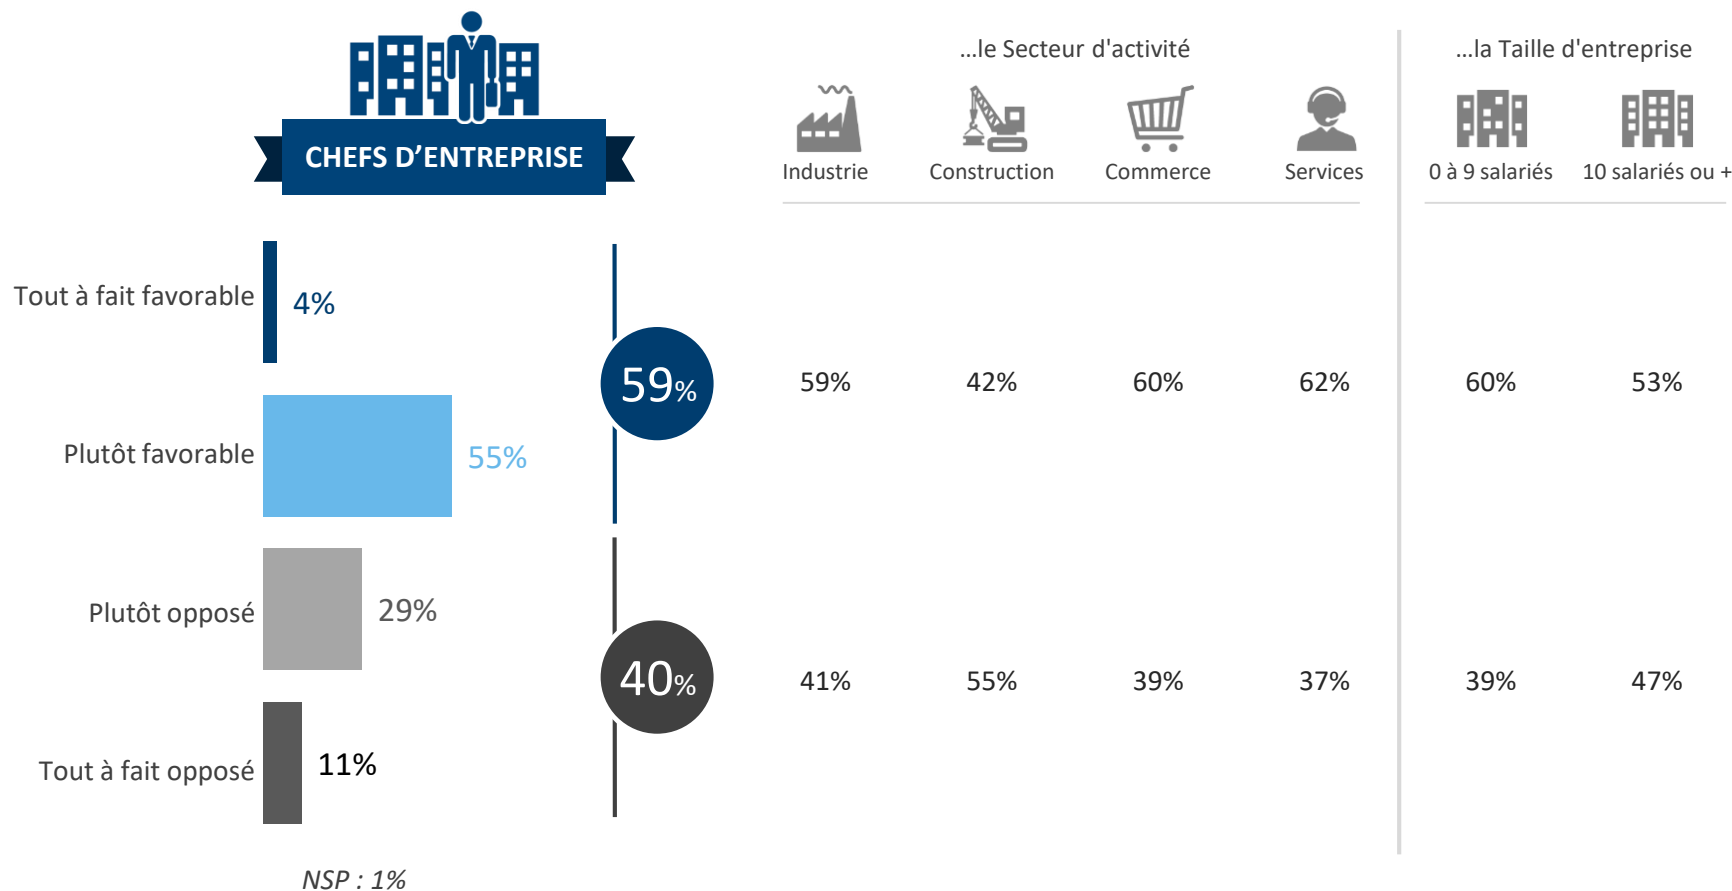 CHEFS D’ENTREPRISE
...le Secteur d'activité
...la Taille d'entreprise
Industrie
Construction
Commerce
Services
0 à 9 salariés
10 salariés ou +
Tout à fait favorable
4%
Plutôt favorable
55%
59%
59%
42%
60%
62%
60%
53%
Plutôt opposé
29%
Tout à fait opposé
11%
40%
41%
55%
39%
37%
39%
47%
NSP : 1%